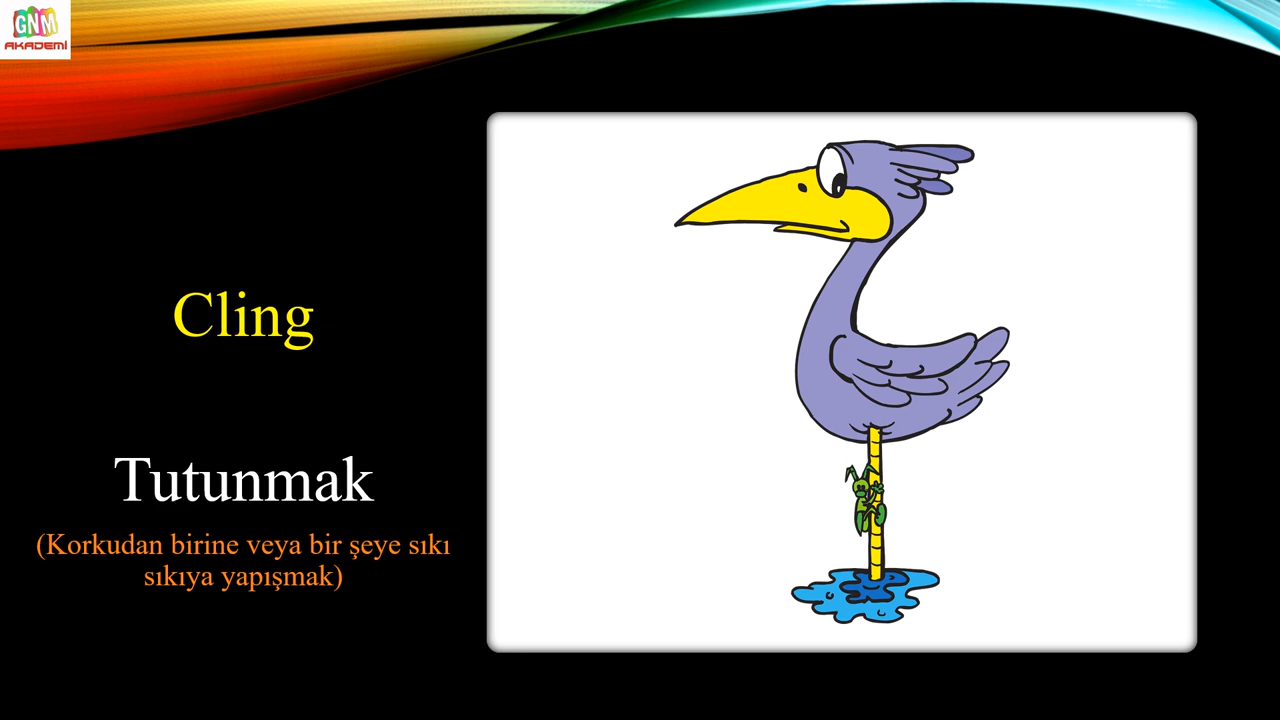 GNM
AKADEMİ
Cling
Tutunmak
(Korkudan birine veya bir şeye sıkı
sıkıya yapışmak)